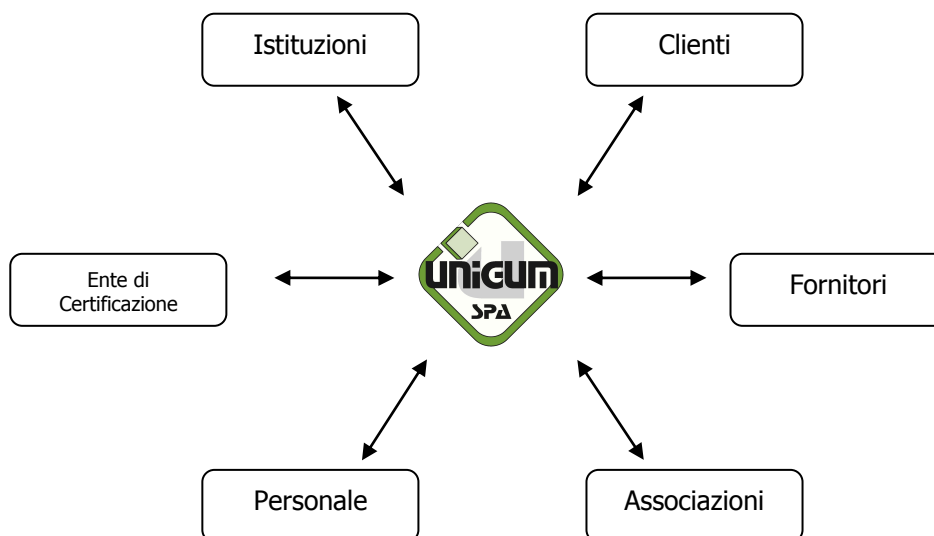 Istituzioni
Clienti
Ente di
Certificazione
UNIGUM
SPA
Fornitori
Personale
Associazioni